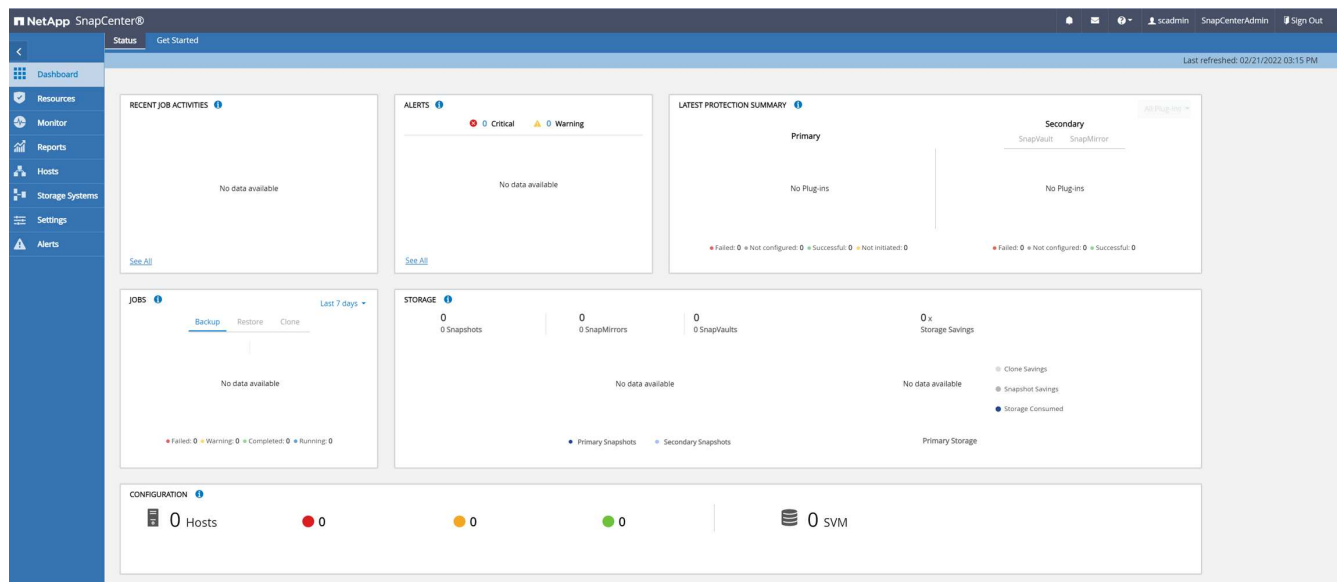 NetApp SnapCenter®
scadmin SnapCenterAdmin Sign Out
Status Get Started
Last refreshed: 02/21/2022 03:15 PM
Dashboard
Resources
Monitor
Reports
Hosts
Storage Systems
Settings
Alerts
RECENT JOB ACTIVITIES
No data available
See All
ALERTS
0 Critical 0 Warning
No data available
See All
LATEST PROTECTION SUMMARY
All Plug-ins
Primary
Secondary
SnapVault SnapMirror
No Plug-ins
No Plug-ins
Failed: 0 Not configured: 0 Successful: 0 Not Initiated: 0
Failed: 0 Not configured: 0 Successful: 0
JOBS
Last 7 days
Backup Restore Clone
No data available
Failed: 0 Warning: 0 Completed: 0 Running: 0
STORAGE
0
0 Snapshots
0
0 SnapMirrors
0
0 SnapVaults
0 x
Storage Savings
No data available
No data available
Clone Savings
Snapshot Savings
Storage Consumed
Primary Snapshots Secondary Snapshots
Primary Storage
CONFIGURATION
0 Hosts
0
0
0
0 SVM